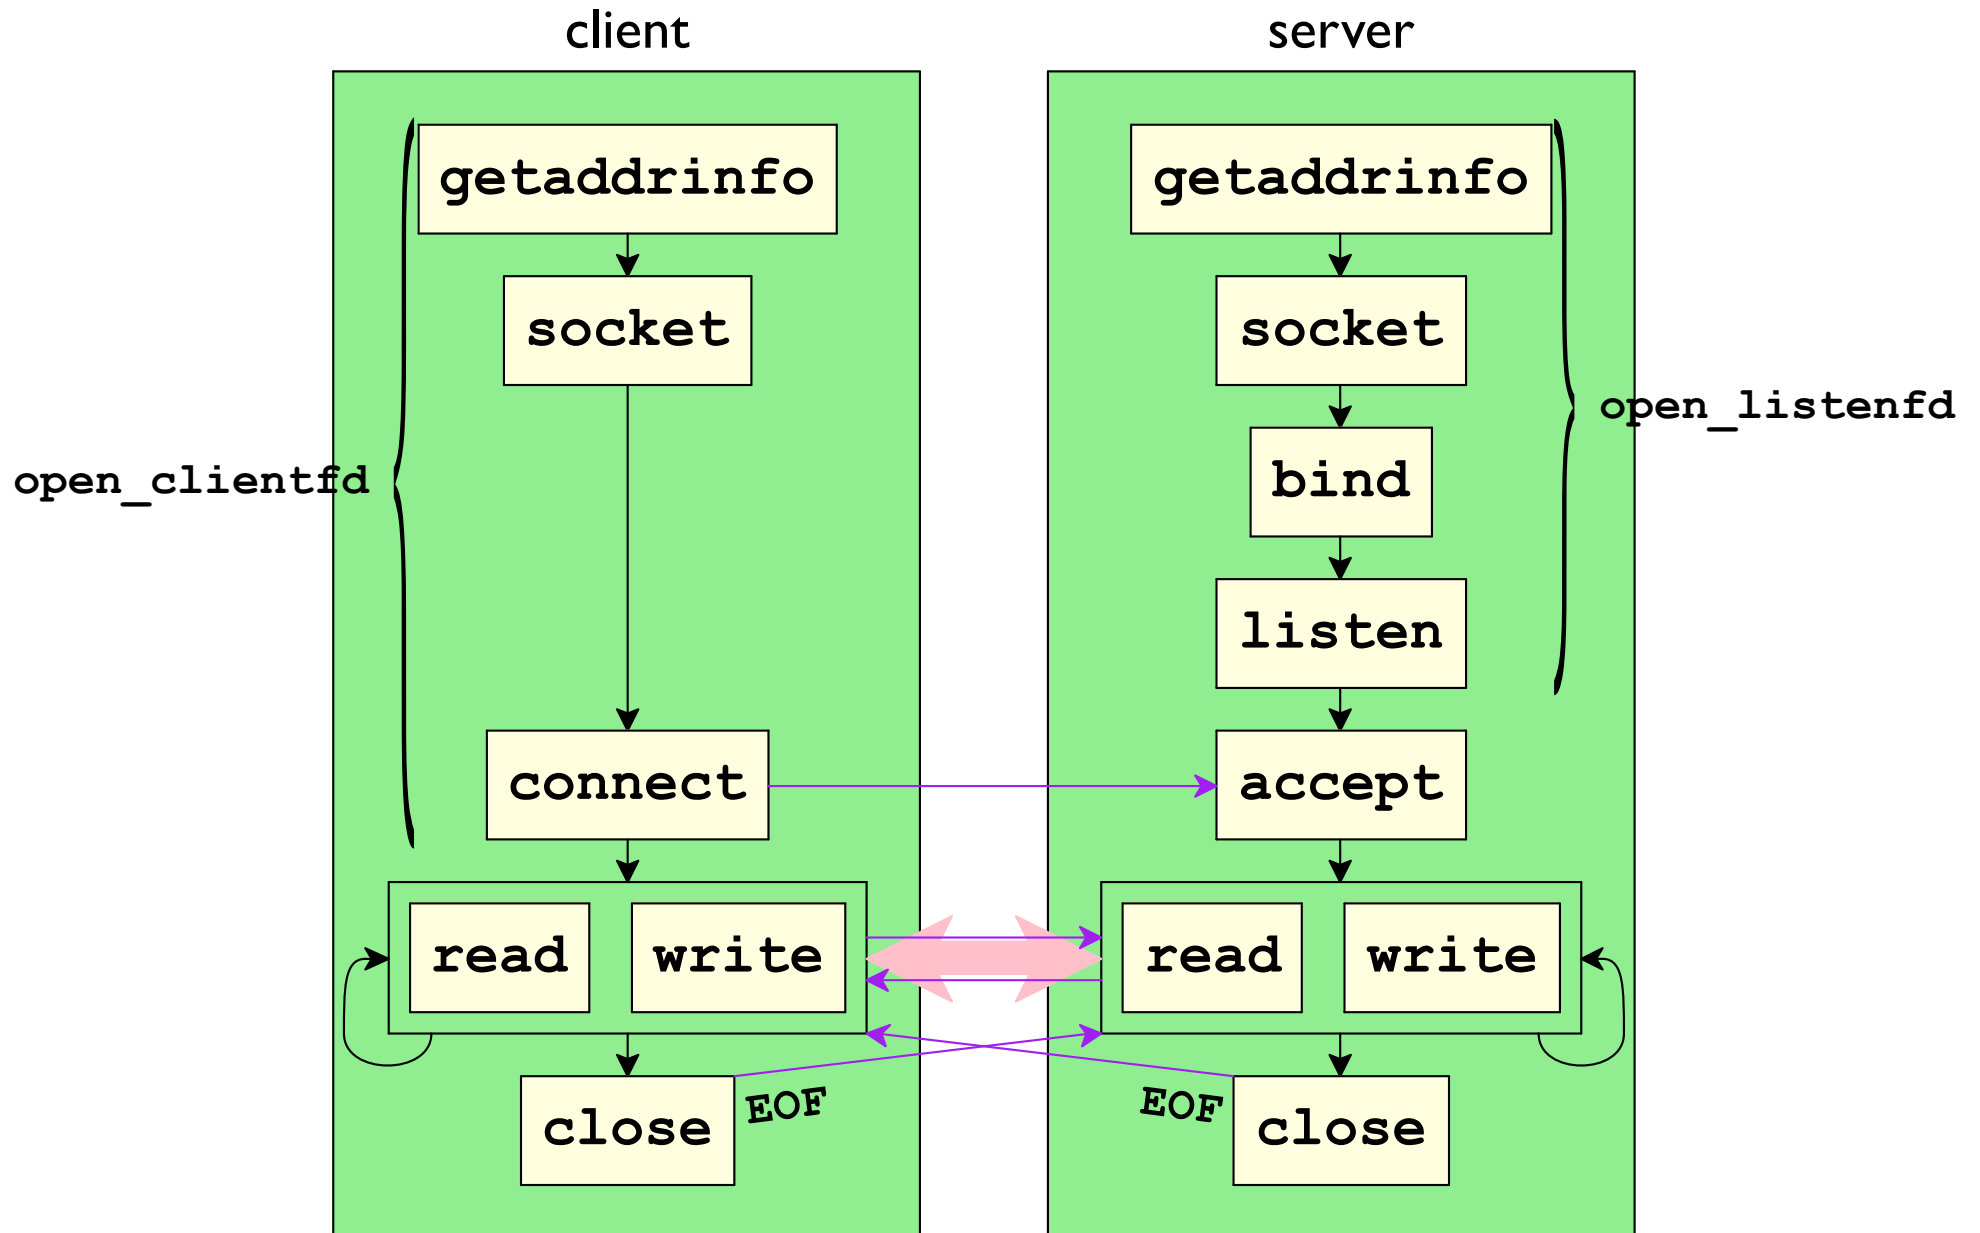 client
server
getaddrinfo
getaddrinfo
socket
socket
open_listenfd
bind
open_clientfd
listen
connect
accept
read
write
read
write
EOF
EOF
close
close